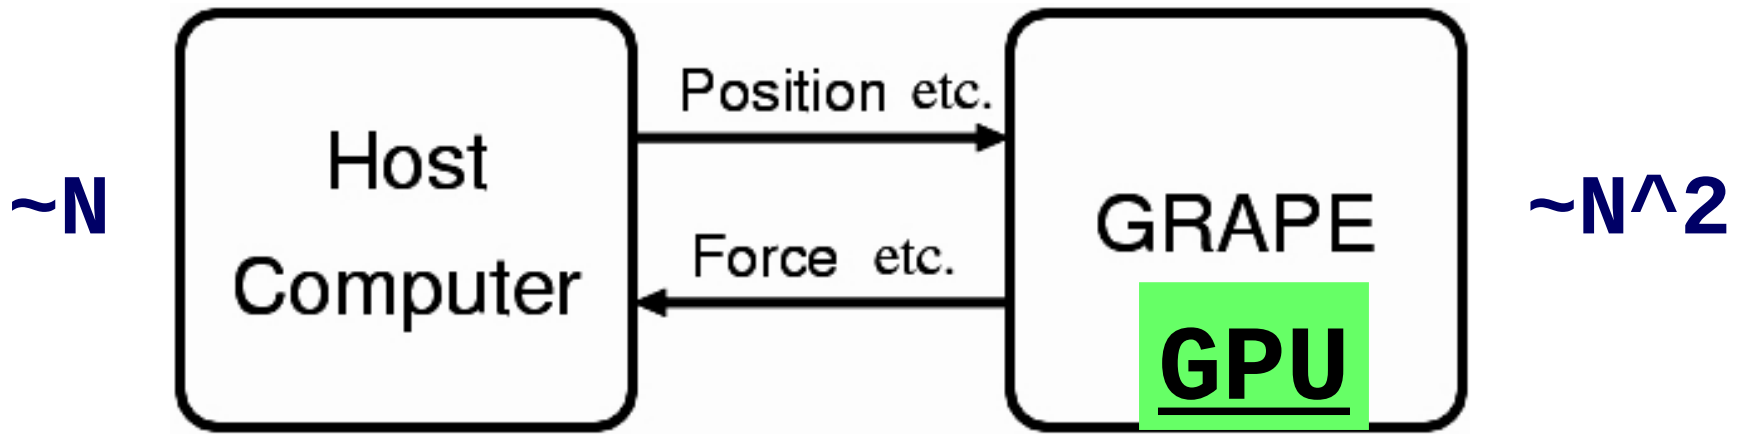 ~N
Host
Computer
Position etc.
Force etc.
GRAPE
GPU
~N^2